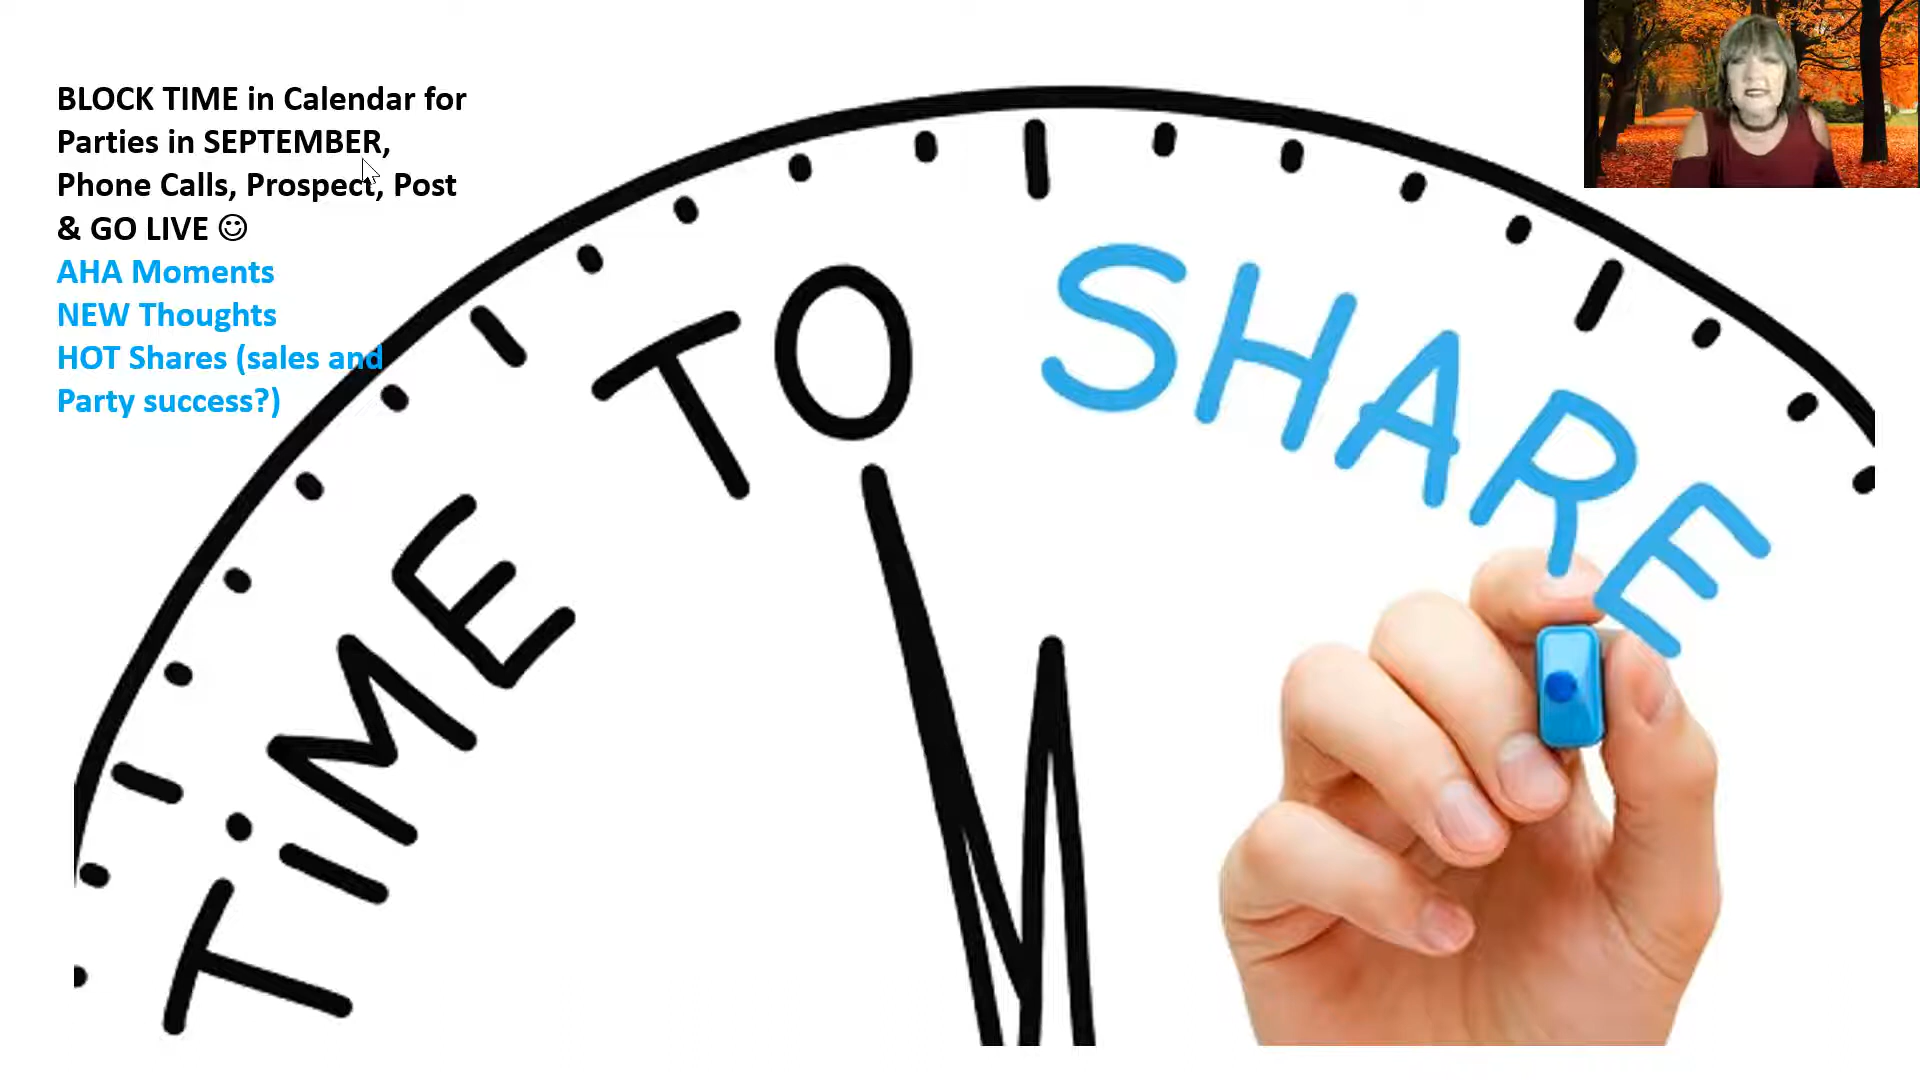 BLOCK TIME in Calendar for
Parties in SEPTEMBER,
Phone Calls, Prospect, Post
& GO LIVE ☺
AHA Moments
NEW Thoughts
HOT Shares (sales and
Party success?)
TiME TO SHARE